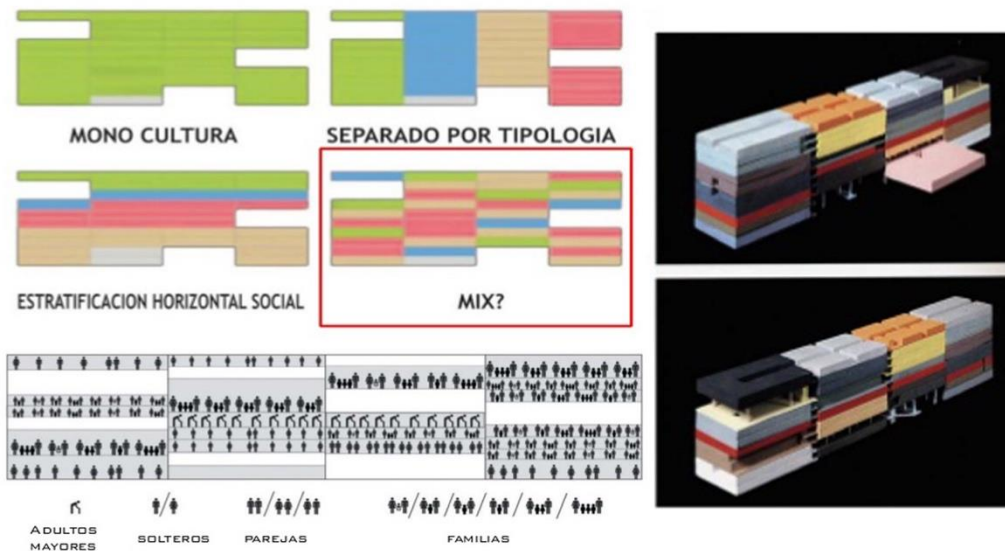 MONO CULTURA
SEPARADO POR TIPOLOGIA
ESTRATIFICACION HORIZONTAL SOCIAL
MIX?
ADULTOS
MAYORES
SOLTEROS
PAREJAS
FAMILIAS